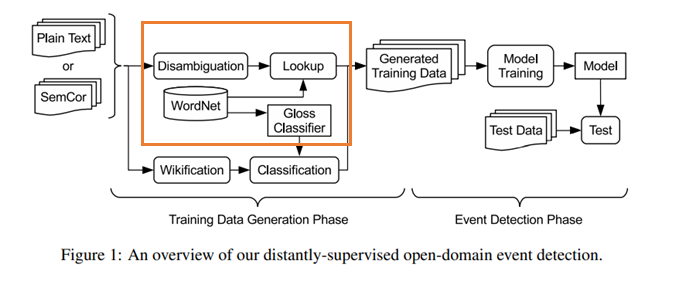 Plain Text
or
SemCor
Disambiguation
Lookup
WordNet
Gloss
Classifier
Wikification
Classification
Generated
Training Data
Model
Training
Model
Test Data
Test
Training Data Generation Phase
Event Detection Phase
Figure 1: An overview of our distantly-supervised open-domain event detection.